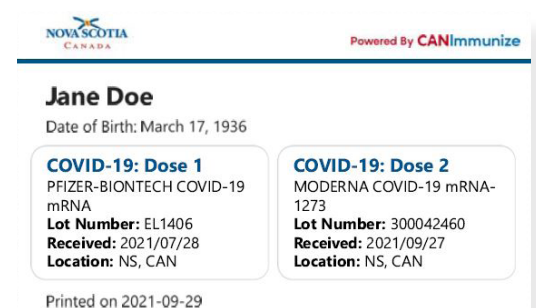 NOVA SCOTIA
CANADA
Powered By CANImmunize
Jane Doe
Date of Birth: March 17, 1936
COVID-19: Dose 1
PFIZER-BIONTECH COVID-19
mRNA
Lot Number: EL1406
Received: 2021/07/28
Location: NS, CAN
COVID-19: Dose 2
MODERNA COVID-19 mRNA-
1273
Lot Number: 300042460
Received: 2021/09/27
Location: NS, CAN
Printed on 2021-09-29